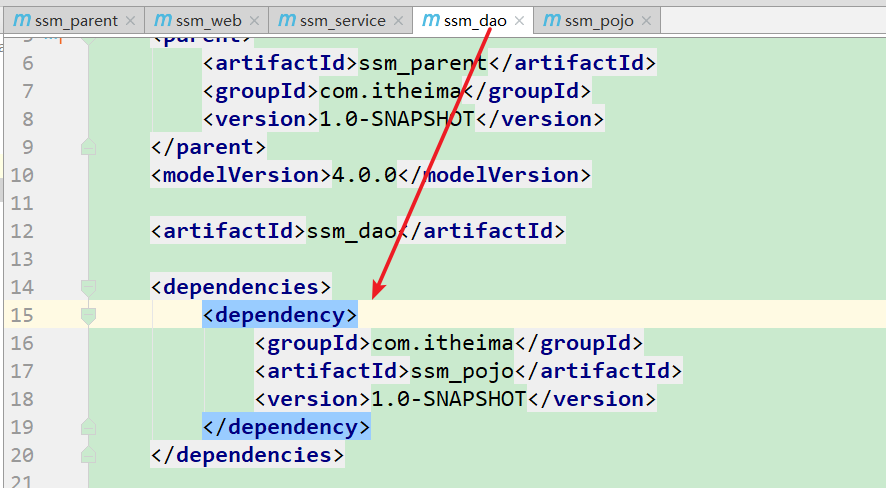 ssm_parent ssm_web ssm_service ssm_dao ssm_pojo
5 <parent>
6 <artifactId>ssm_parent</artifactId>
7 <groupId>com.itheima</groupId>
8 <version>1.0-SNAPSHOT</version>
9 </parent>
10 <modelVersion>4.0.0</modelVersion>
11
12 <artifactId>ssm_dao</artifactId>
13
14 <dependencies>
15 <dependency>
16 <groupId>com.itheima</groupId>
17 <artifactId>ssm_pojo</artifactId>
18 <version>1.0-SNAPSHOT</version>
19 </dependency>
20 </dependencies>
21